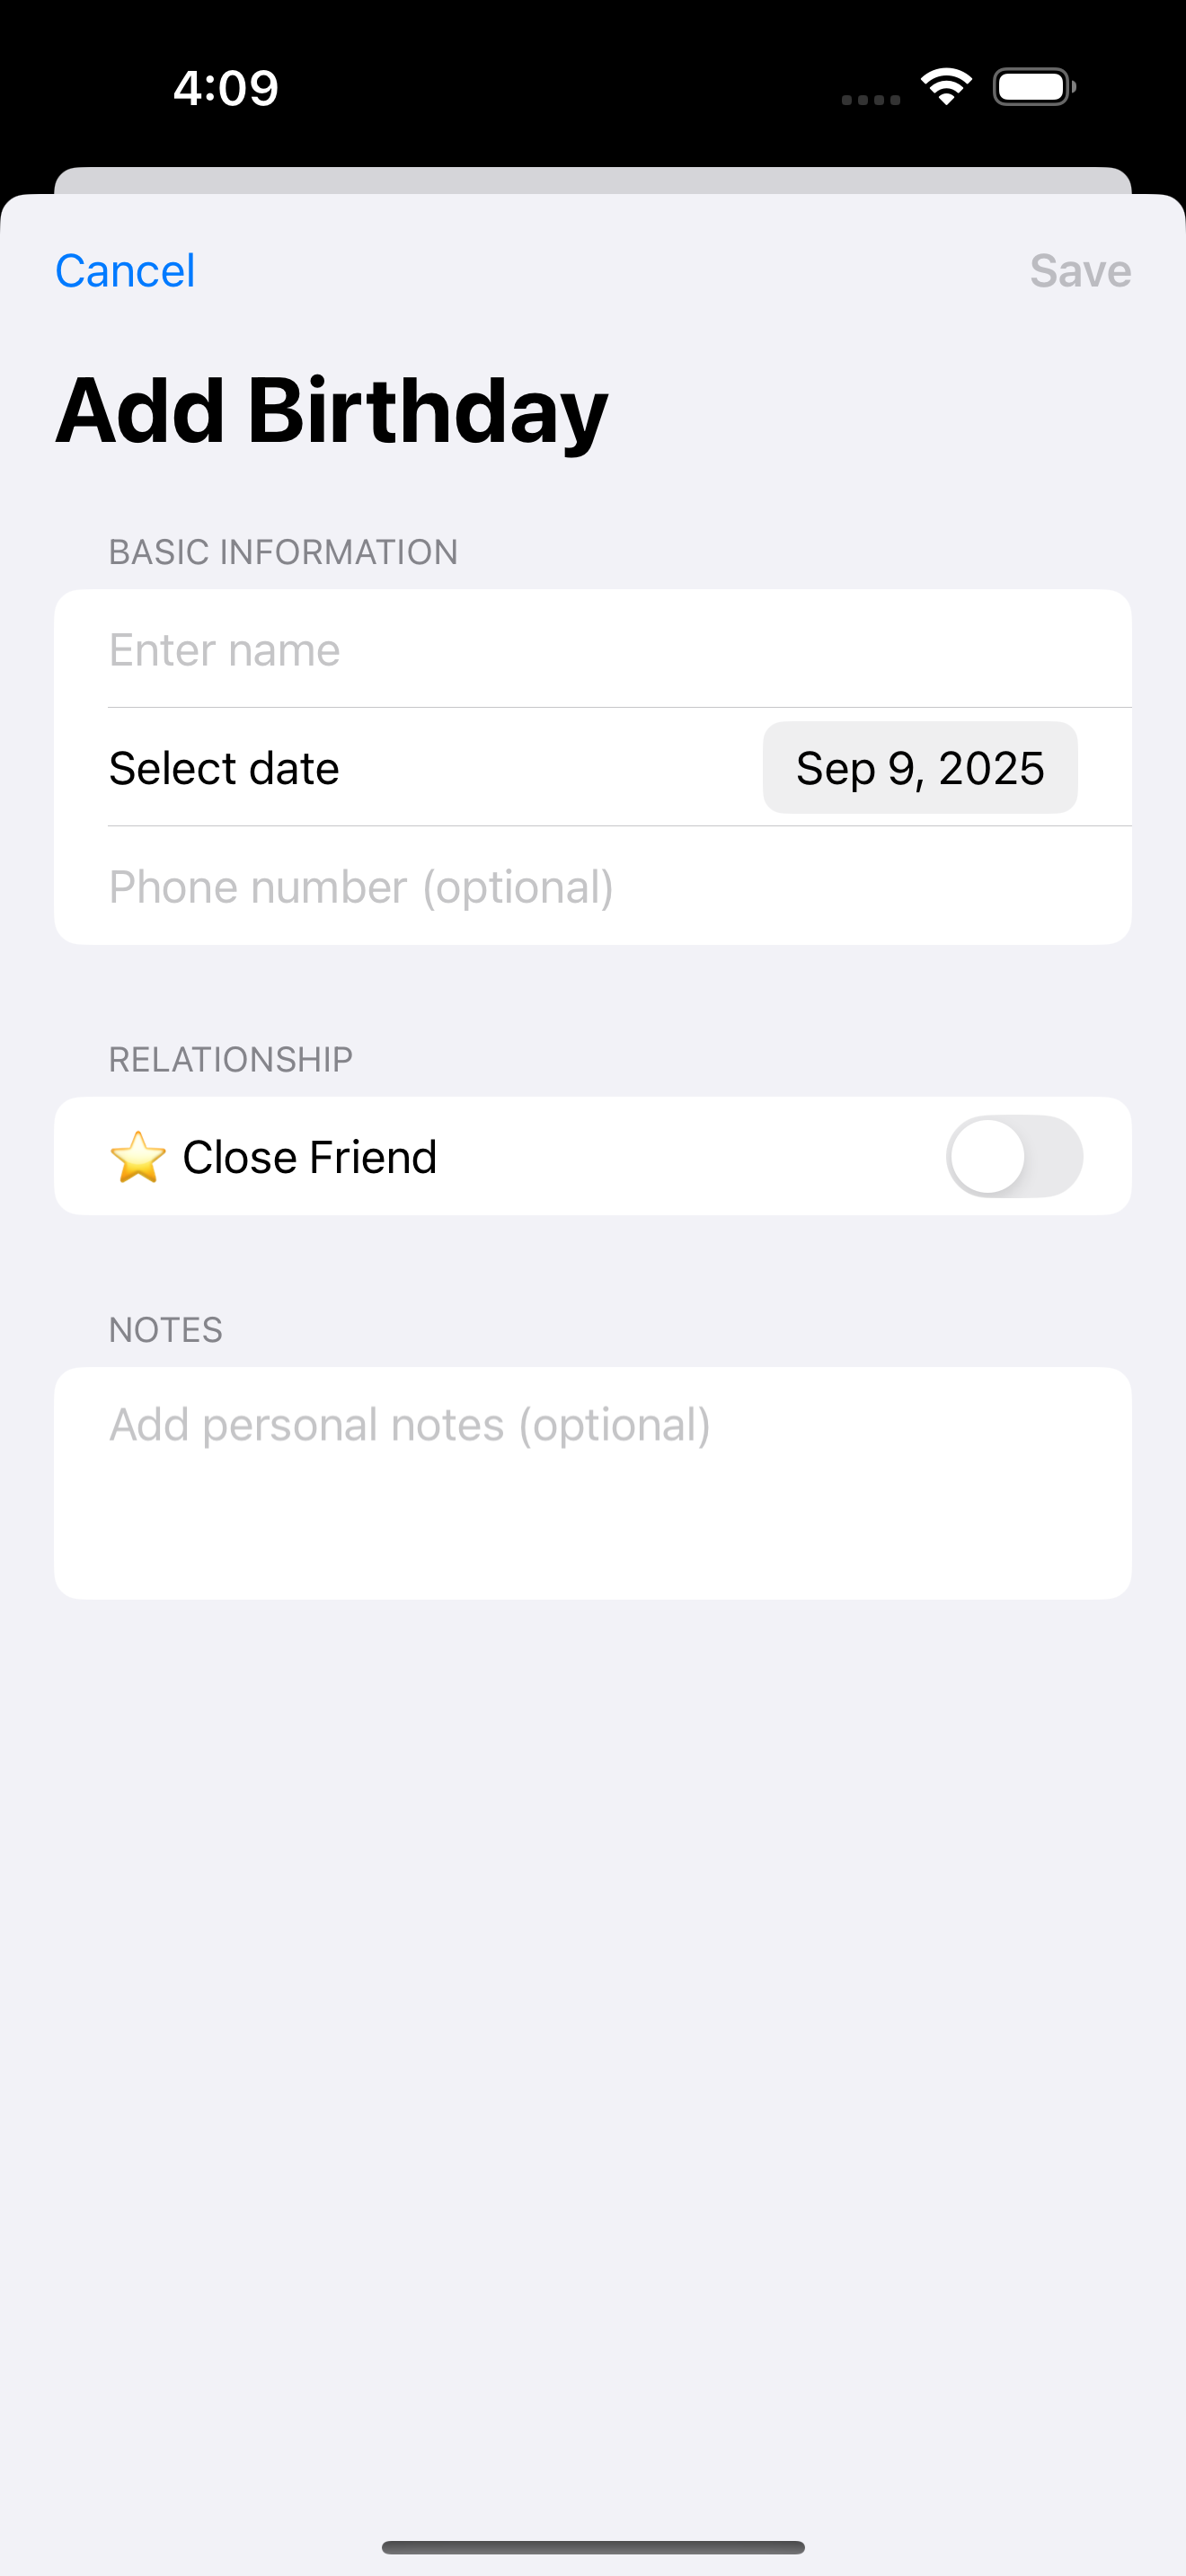 4:09
Cancel
Save
Add Birthday
BASIC INFORMATION
Enter name
Select date
Sep 9, 2025
Phone number (optional)
RELATIONSHIP
⭐ Close Friend
NOTES
Add personal notes (optional)